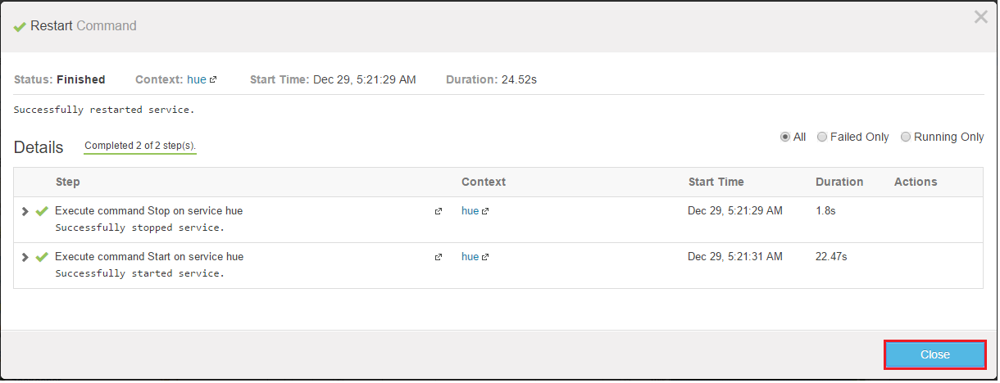 Restart Command
Status: Finished Context: hue Start Time: Dec 29, 5:21:29 AM Duration: 24.52s
Successfully restarted service.
Details Completed 2 of 2 step(s). All Failed Only Running Only
Step Context Start Time Duration Actions
Execute command Stop on service hue hue Dec 29, 5:21:29 AM 1.8s
Successfully stopped service.
Execute command Start on service hue hue Dec 29, 5:21:31 AM 22.47s
Successfully started service.
Close